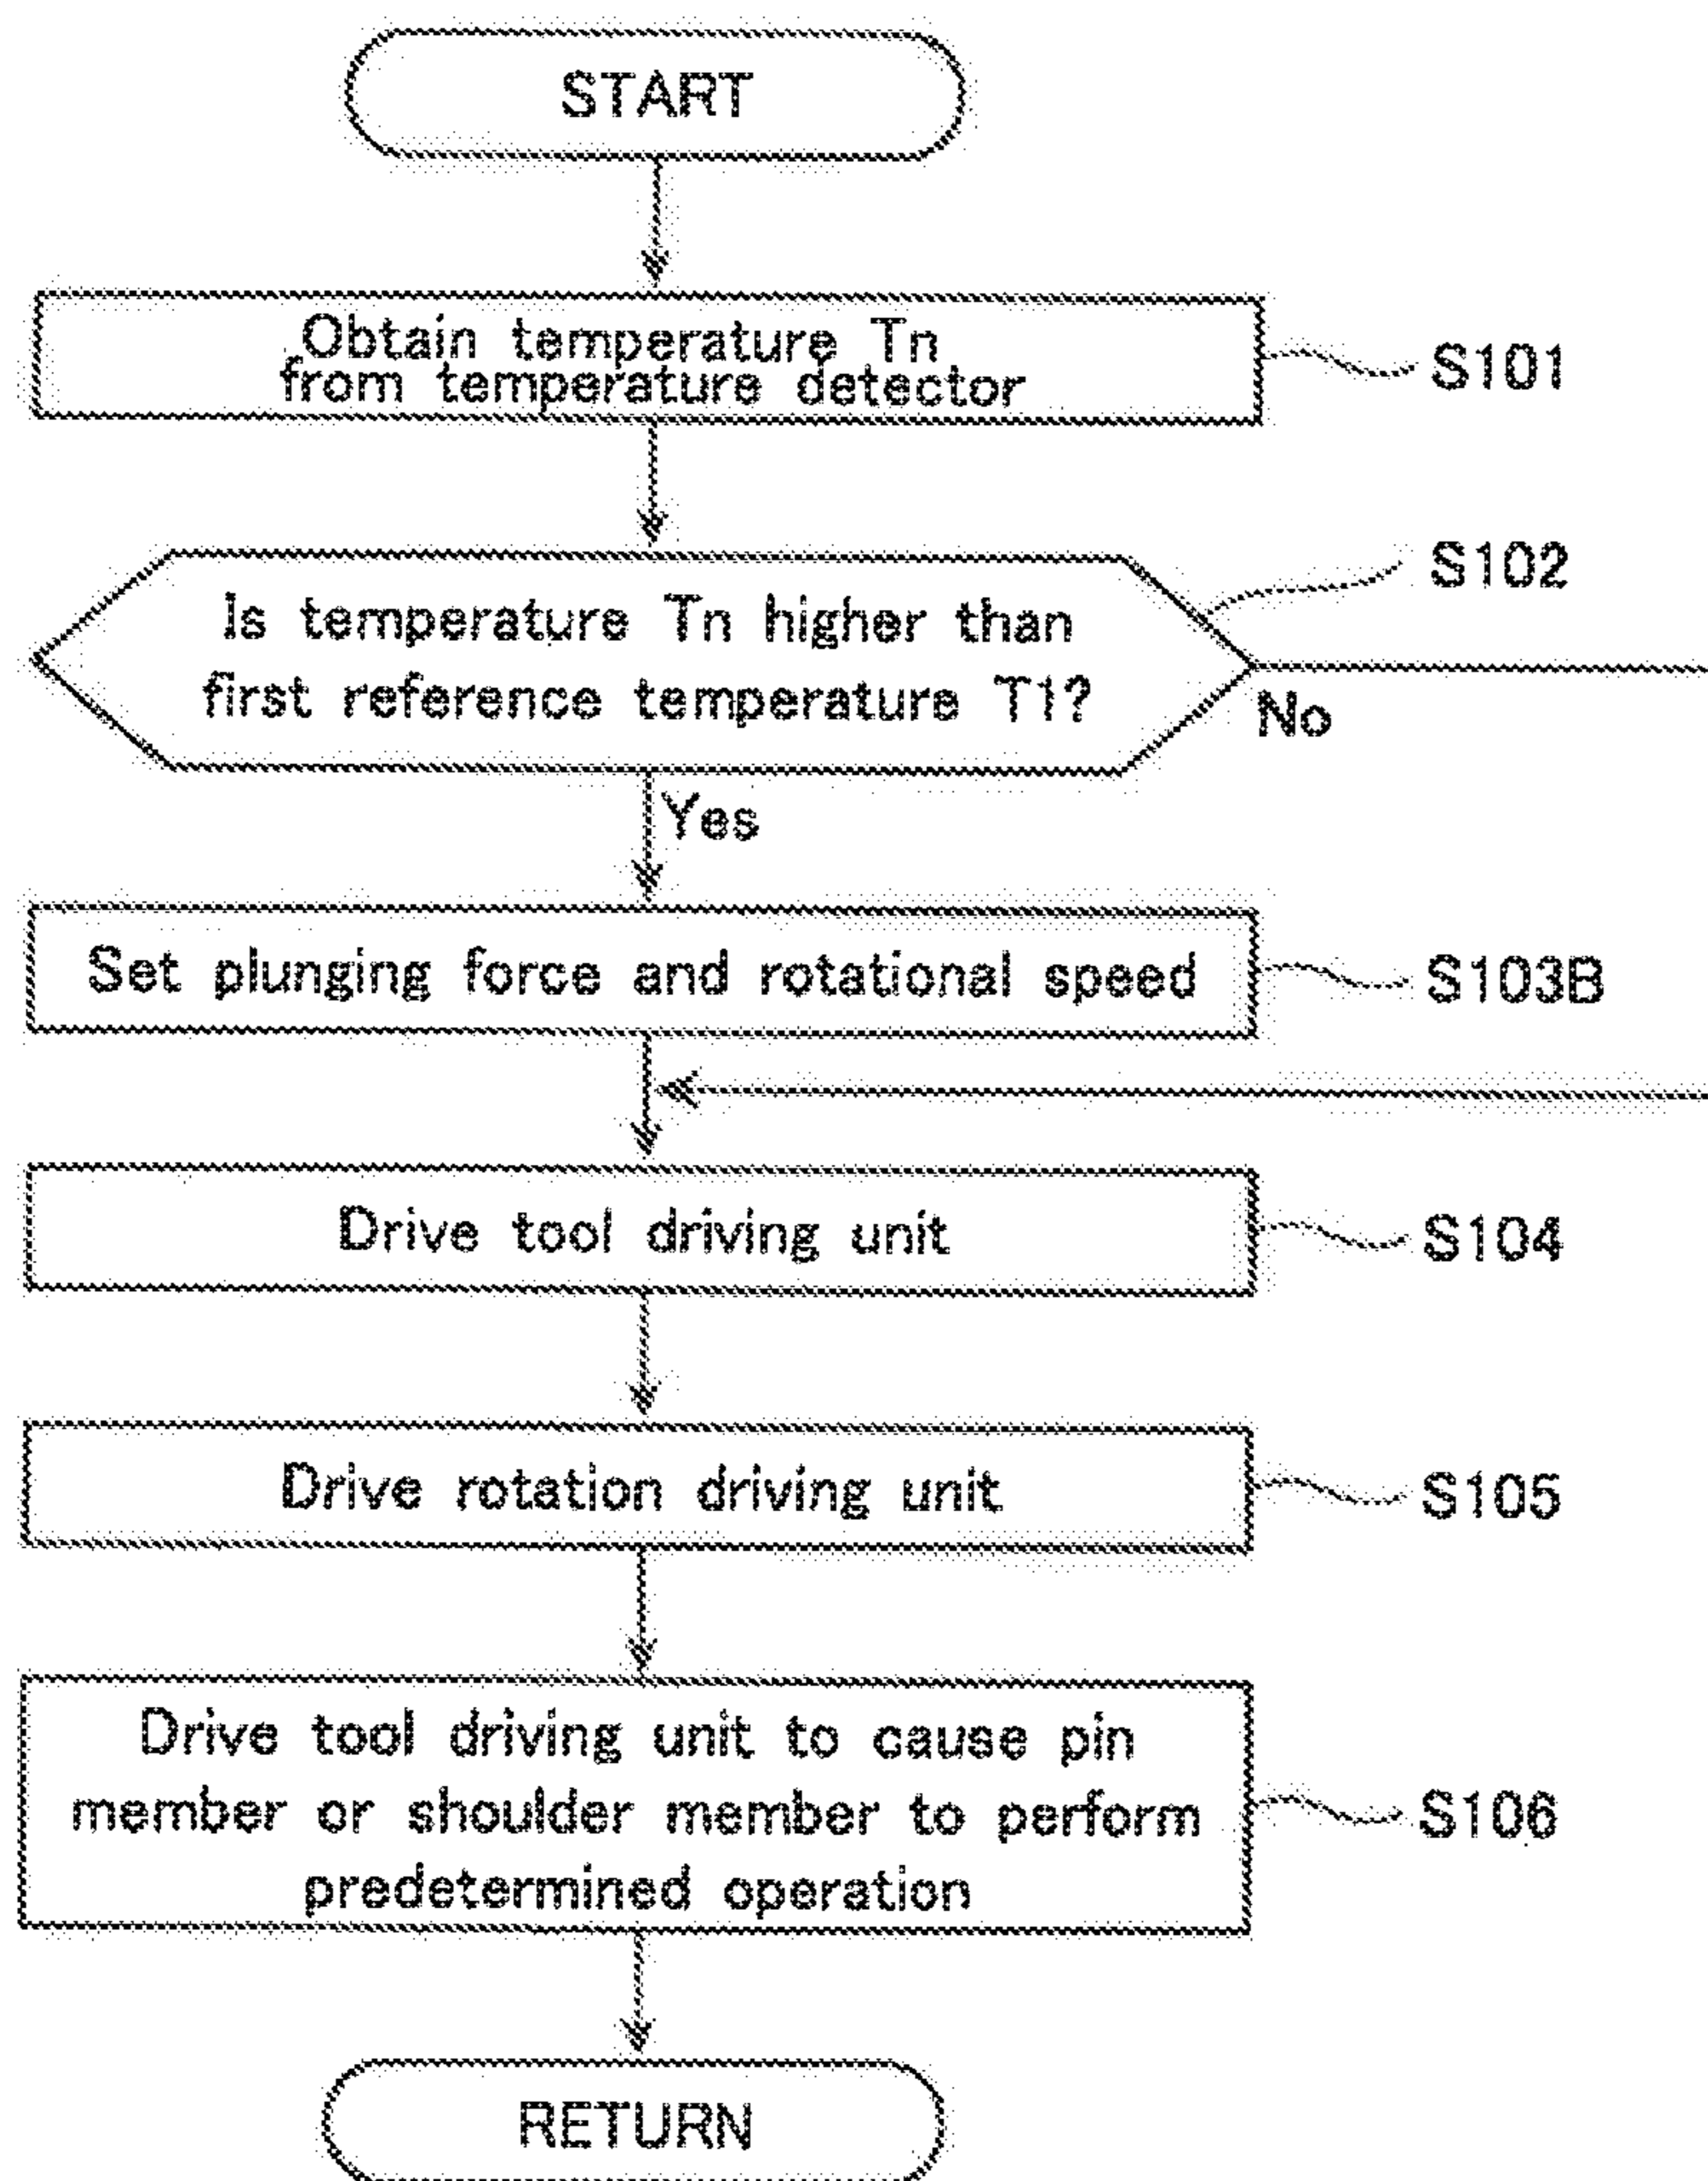 START
Obtain temperature Tn
from temperature detector
S101
S102
Is temperature Tn higher than
first reference temperature T1?
No
Yes
Set plunging force and rotational speed
S103B
Drive tool driving unit
S104
Drive rotation driving unit
S105
Drive tool driving unit to cause pin
member or shoulder member to perform
predetermined operation
S106
RETURN